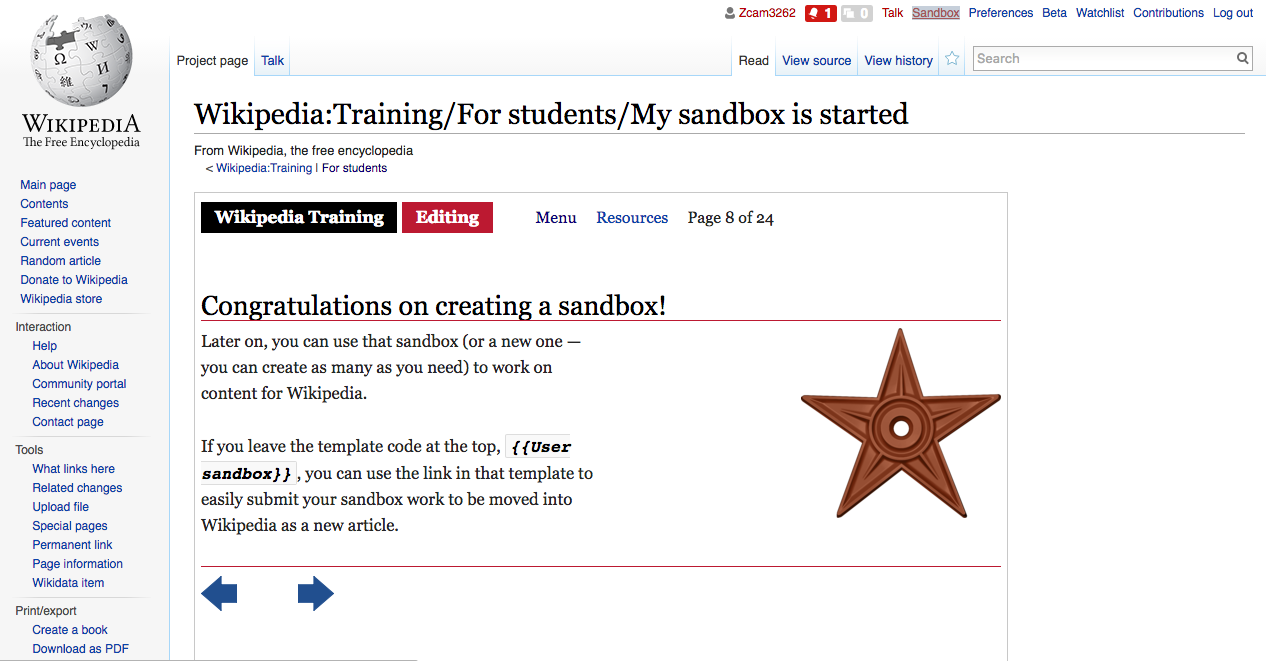 Zcam3262 1 0 Talk Sandbox Preferences Beta Watchlist Contributions Log out
Project page Talk Read View source View history Search
WIKIPEDIA
The Free Encyclopedia
Main page
Contents
Featured content
Current events
Random article
Donate to Wikipedia
Wikipedia store
Interaction
Help
About Wikipedia
Community portal
Recent changes
Contact page
Tools
What links here
Related changes
Upload file
Special pages
Permanent link
Page information
Wikidata item
Print/export
Create a book
Download as PDF
Wikipedia:Training/For students/My sandbox is started
From Wikipedia, the free encyclopedia
< Wikipedia:Training | For students
Wikipedia Training Editing Menu Resources Page 8 of 24
Congratulations on creating a sandbox!
Later on, you can use that sandbox (or a new one —
you can create as many as you need) to work on
content for Wikipedia.
If you leave the template code at the top, {{User
sandbox}}, you can use the link in that template to
easily submit your sandbox work to be moved into
Wikipedia as a new article.